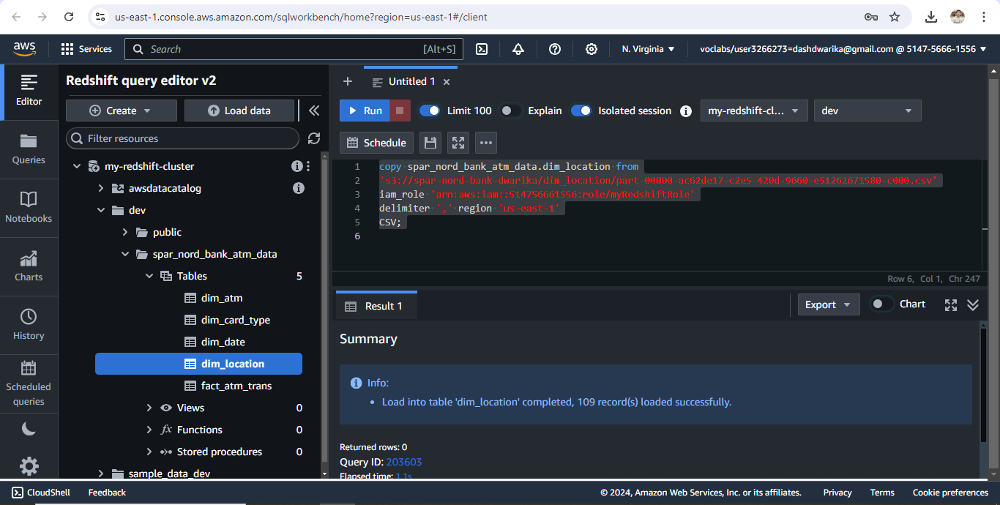 us-east-1.console.aws.amazon.com/sqlworkbench/home?region=us-east-1#/client
aws
Services
Search
[Alt+S]
N. Virginia
voclabs/user3266273=dashdwarika@gmail.com @ 5147-5666-1556
Editor
Queries
Notebooks
Charts
History
Scheduled
queries
Redshift query editor v2
Create
Load data
Filter resources
my-redshift-cluster
awsdatacatalog
dev
public
spar_nord_bank_atm_data
Tables 5
dim_atm
dim_card_type
dim_date
dim_location
fact_atm_trans
Views 0
fx Functions 0
Stored procedures 0
sample_data_dev
Untitled 1
Run
Limit 100
Explain
Isolated session
my-redshift-cl...
dev
Schedule
1 copy spar_nord_bank_atm_data.dim_location from
2 's3://spar-nord-bank-dwarika/dim_location/part-00000-ac62de17-c2e5-420d-9660-e51262671580-c000.csv'
3 iam_role 'arn:aws:iam::514756661556:role/myRedshiftRole'
4 delimiter ',' region 'us-east-1'
5 CSV;
6
Row 6, Col 1, Chr 247
Result 1
Export
Chart
Summary
Info:
• Load into table 'dim_location' completed, 109 record(s) loaded successfully.
Returned rows: 0
Query ID: 203603
Elapsed time: 1.1s
CloudShell
Feedback
© 2024, Amazon Web Services, Inc. or its affiliates.
Privacy
Terms
Cookie preferences